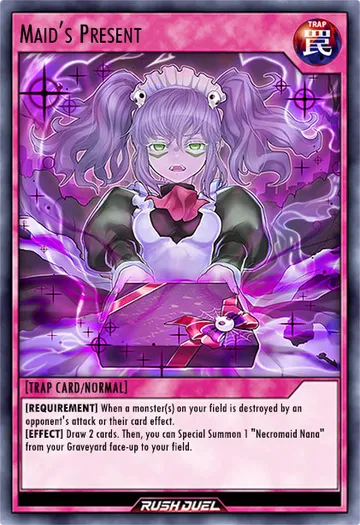 Maid's Present
TRAP
罠
[TRAP CARD/NORMAL]
[REQUIREMENT] When a monster(s) on your field is destroyed by an
opponent's attack or their card effect.
[EFFECT] Draw 2 cards. Then, you can Special Summon 1 "Necromaid Nana"
from your Graveyard face-up to your field.
RUSH DUEL